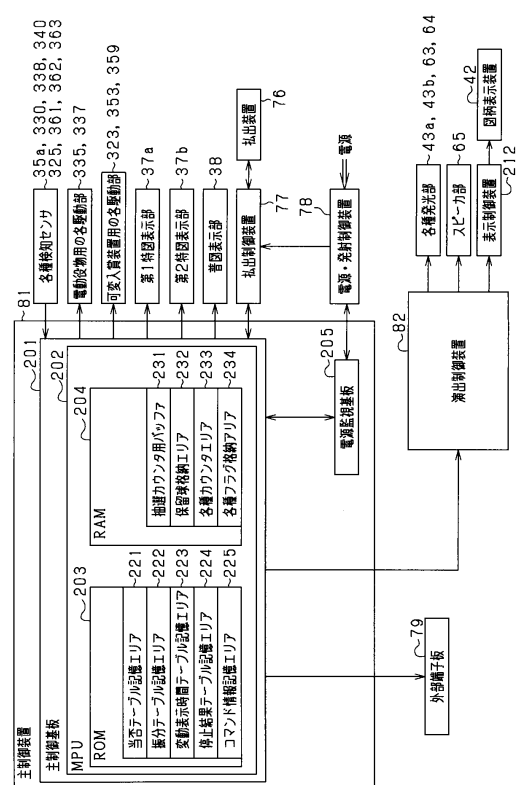 主制御装置
81
主制御基板
201
MPU
202
ROM
203
当否テーブル記憶エリア
221
振分テーブル記憶エリア
222
変動表示時間テーブル記憶エリア
223
停止結果テーブル記憶エリア
224
コマンド情報記憶エリア
225
RAM
204
抽選カウンタ用バッファ
231
保留球格納エリア
232
各種カウンタエリア
233
各種フラグ格納アリア
234
各種検知センサ
35a, 330, 338, 340
325, 361, 362, 363
電動役物用の各駆動部
335, 337
可変入賞装置用の各駆動部
323, 353, 359
第1特図表示部
37a
第2特図表示部
37b
普図表示部
38
払出制御装置
77
払出装置
76
電源・発射制御装置
78
電源
電源監視基板
205
外部端子板
79
演出制御装置
82
各種発光部
43a, 43b, 63, 64
スピーカ部
65
表示制御装置
212
図柄表示装置
42